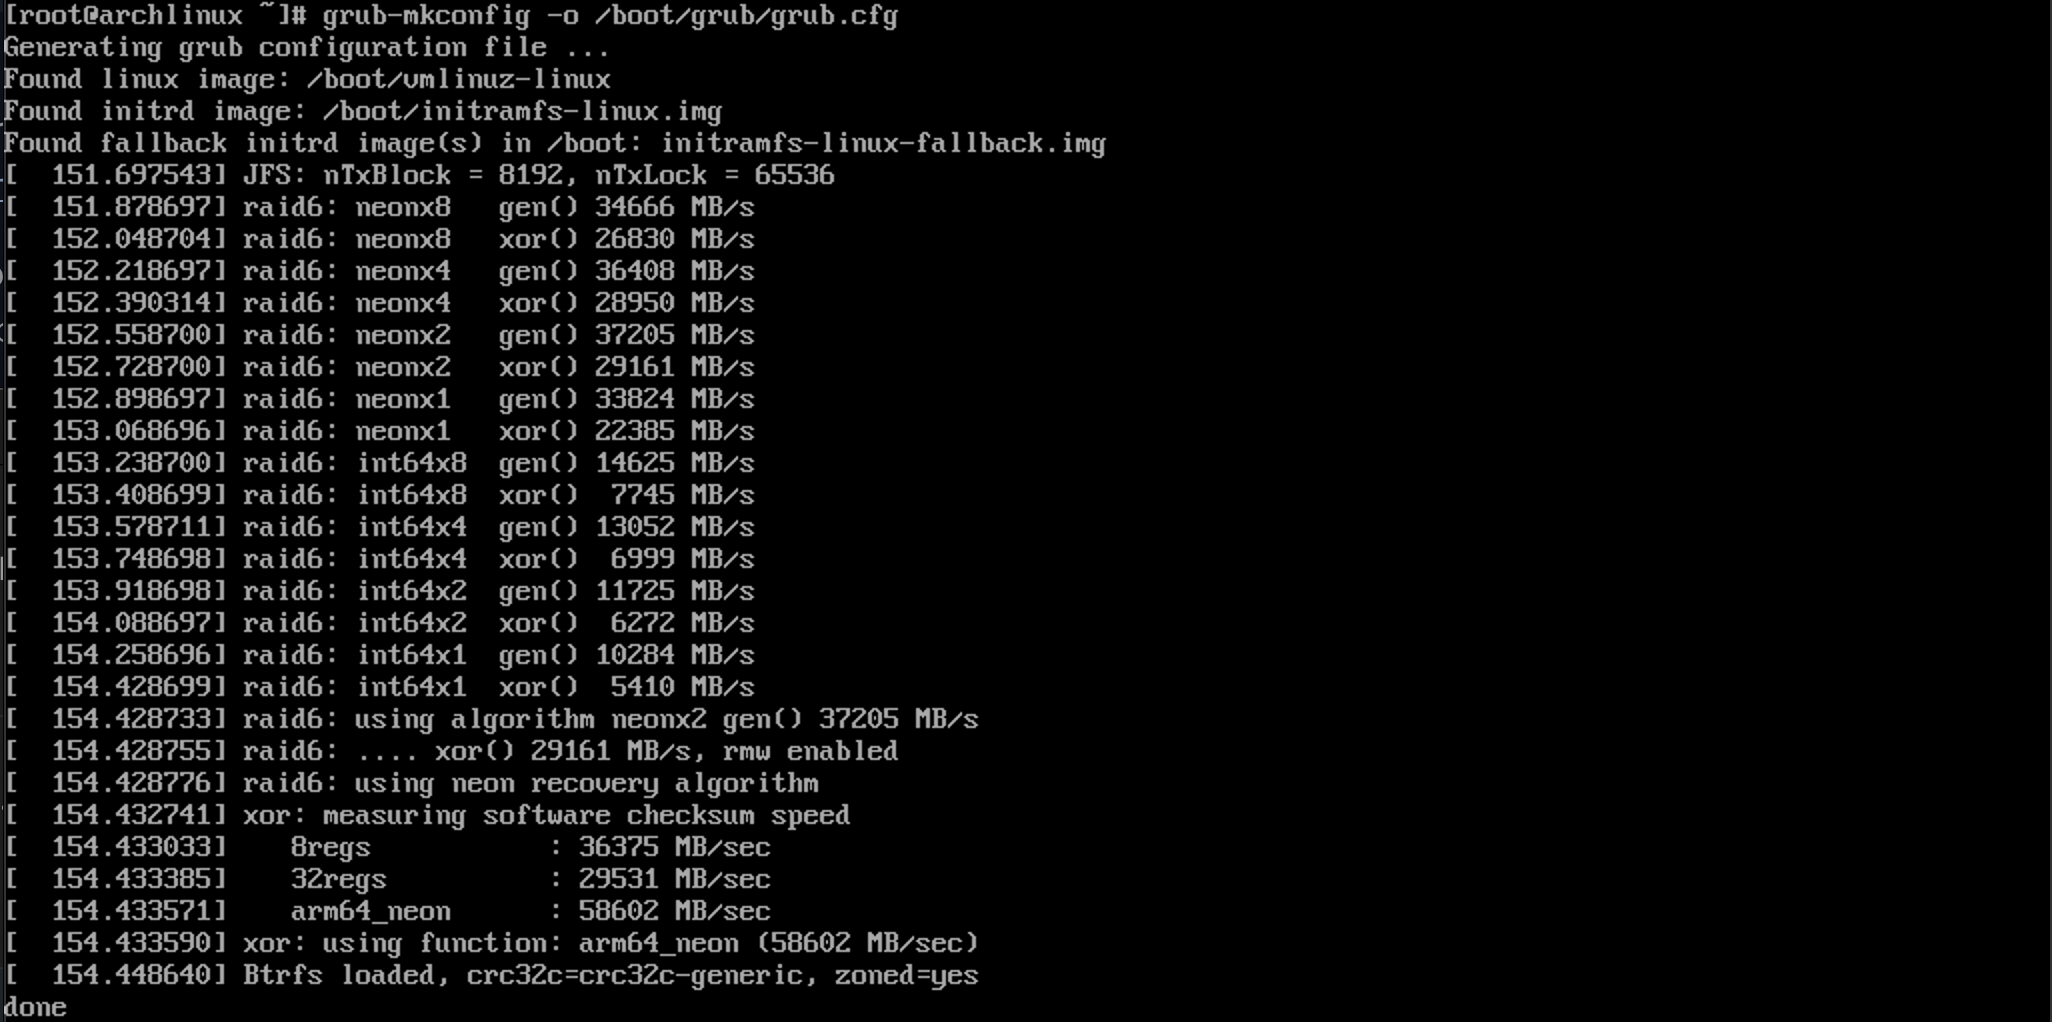 [root@archlinux ~]# grub-mkconfig -o /boot/grub/grub.cfg
Generating grub configuration file ...
Found linux image: /boot/vmlinuz-linux
Found initrd image: /boot/initramfs-linux.img
Found fallback initrd image(s) in /boot: initramfs-linux-fallback.img
[  151.697543] JFS: nTxBlock = 8192, nTxLock = 65536
[  151.878697] raid6: neonx8   gen() 34666 MB/s
[  152.048704] raid6: neonx8   xor() 26830 MB/s
[  152.218697] raid6: neonx4   gen() 36408 MB/s
[  152.390314] raid6: neonx4   xor() 28950 MB/s
[  152.558700] raid6: neonx2   gen() 37205 MB/s
[  152.728700] raid6: neonx2   xor() 29161 MB/s
[  152.898697] raid6: neonx1   gen() 33824 MB/s
[  153.068696] raid6: neonx1   xor() 22385 MB/s
[  153.238700] raid6: int64x8  gen() 14625 MB/s
[  153.408699] raid6: int64x8  xor()  7745 MB/s
[  153.578711] raid6: int64x4  gen() 13052 MB/s
[  153.748698] raid6: int64x4  xor()  6999 MB/s
[  153.918698] raid6: int64x2  gen() 11725 MB/s
[  154.088697] raid6: int64x2  xor()  6272 MB/s
[  154.258696] raid6: int64x1  gen() 10284 MB/s
[  154.428699] raid6: int64x1  xor()  5410 MB/s
[  154.428733] raid6: using algorithm neonx2 gen() 37205 MB/s
[  154.428755] raid6: .... xor() 29161 MB/s, rmw enabled
[  154.428776] raid6: using neon recovery algorithm
[  154.432741] xor: measuring software checksum speed
[  154.433033]    8regs           : 36375 MB/sec
[  154.433385]    32regs          : 29531 MB/sec
[  154.433571]    arm64_neon      : 58602 MB/sec
[  154.433590] xor: using function: arm64_neon (58602 MB/sec)
[  154.448640] Btrfs loaded, crc32c=crc32c-generic, zoned=yes
done